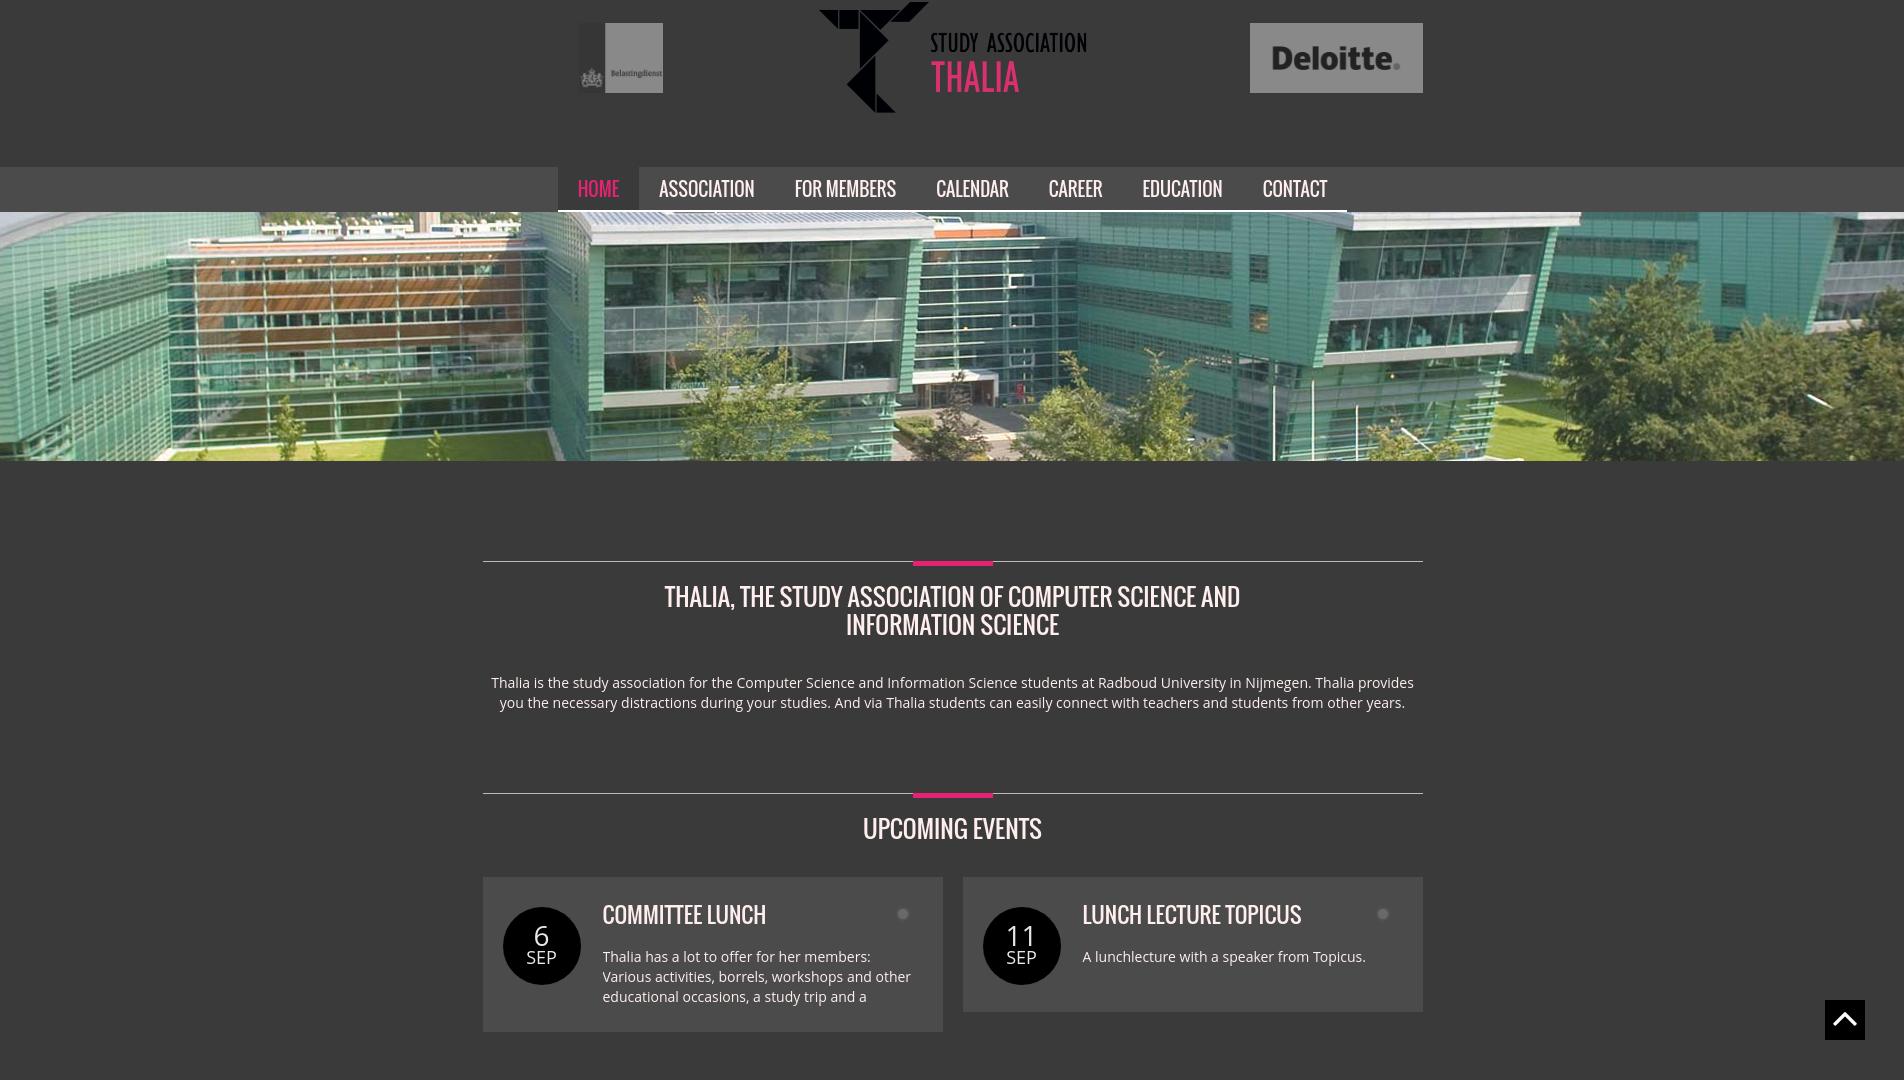 Belastingdienst
STUDY ASSOCIATION
THALIA
Deloitte.
HOME
ASSOCIATION
FOR MEMBERS
CALENDAR
CAREER
EDUCATION
CONTACT
THALIA, THE STUDY ASSOCIATION OF COMPUTER SCIENCE AND
INFORMATION SCIENCE
Thalia is the study association for the Computer Science and Information Science students at Radboud University in Nijmegen. Thalia provides
you the necessary distractions during your studies. And via Thalia students can easily connect with teachers and students from other years.
UPCOMING EVENTS
6
SEP
COMMITTEE LUNCH
Thalia has a lot to offer for her members:
Various activities, borrels, workshops and other
educational occasions, a study trip and a
11
SEP
LUNCH LECTURE TOPICUS
A lunchlecture with a speaker from Topicus.